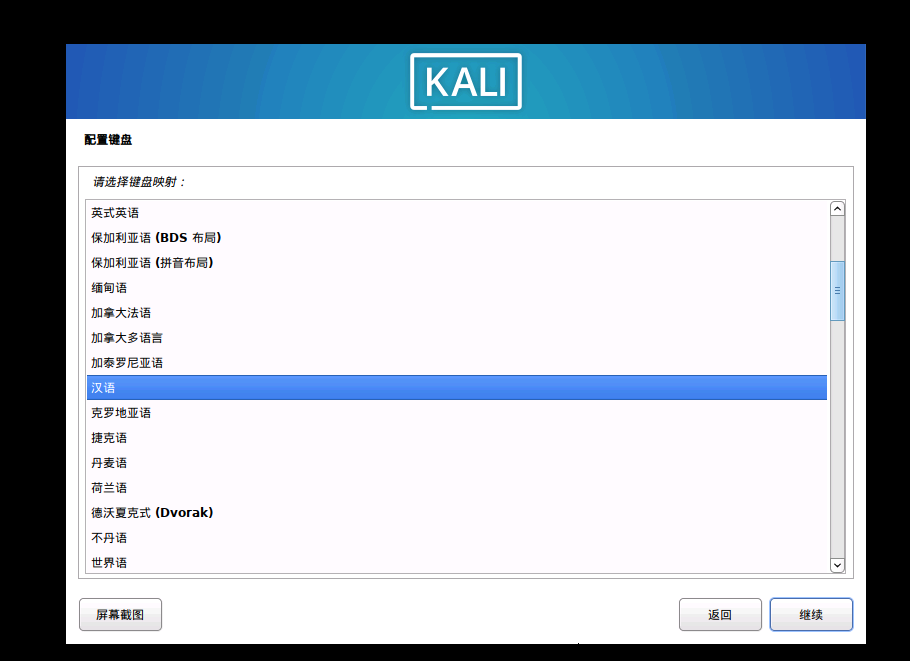 KALI
配置键盘
请选择键盘映射：
英式英语
保加利亚语 (BDS 布局)
保加利亚语 (拼音布局)
缅甸语
加拿大法语
加拿大多语言
加泰罗尼亚语
汉语
克罗地亚语
捷克语
丹麦语
荷兰语
德沃夏克式 (Dvorak)
不丹语
世界语
屏幕截图 返回 继续